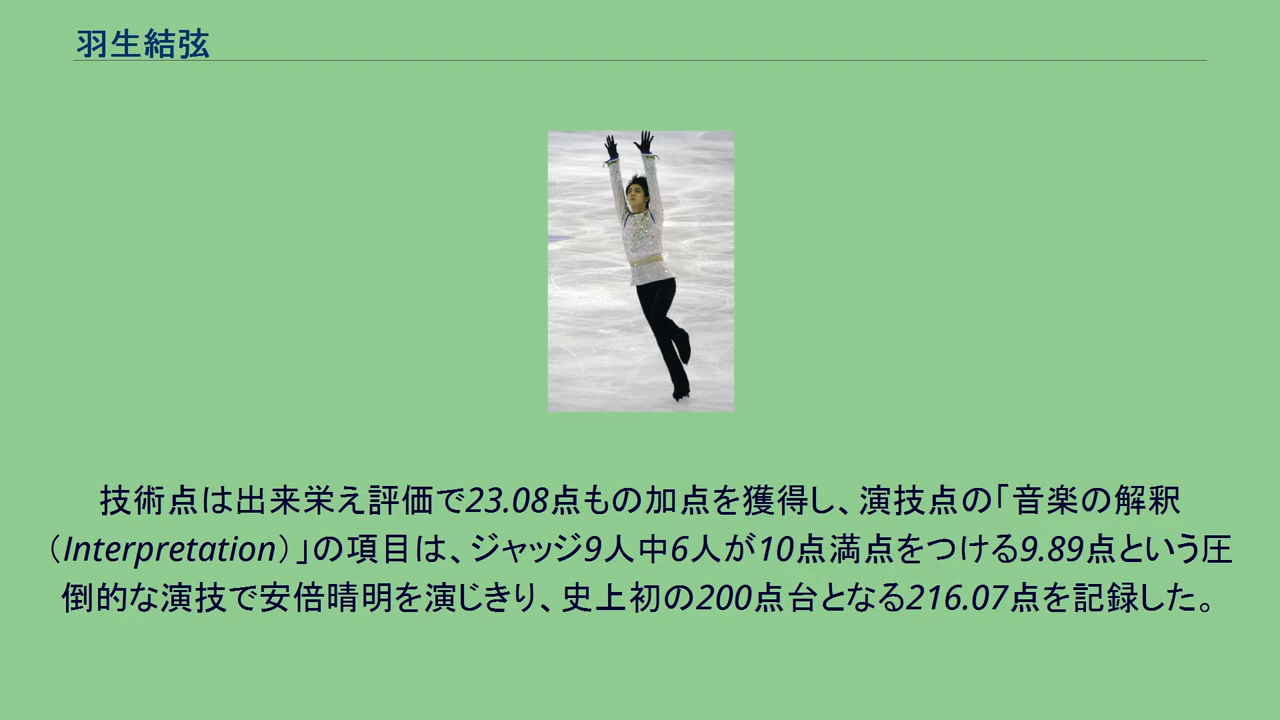 羽生結弦
技術点は出来栄え評価で23.08点もの加点を獲得し、演技点の「音楽の解釈
（Interpretation）」の項目は、ジャッジ9人中6人が10点満点をつける9.89点という圧
倒的な演技で安倍晴明を演じきり、史上初の200点台となる216.07点を記録した。